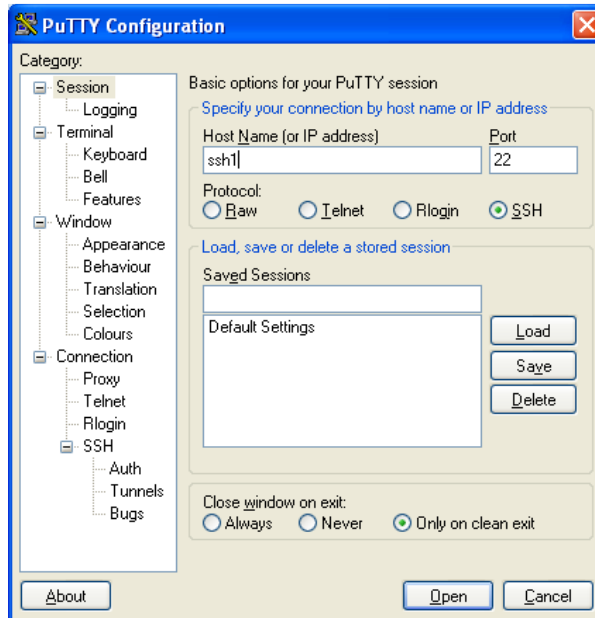 PuTTY Configuration
Category:
Session
Logging
Terminal
Keyboard
Bell
Features
Window
Appearance
Behaviour
Translation
Selection
Colours
Connection
Proxy
Telnet
Rlogin
SSH
Auth
Tunnels
Bugs
Basic options for your PuTTY session
Specify your connection by host name or IP address
Host Name (or IP address) Port
ssh1 22
Protocol:
Raw Telnet Rlogin SSH
Load, save or delete a stored session
Saved Sessions
Default Settings
Load
Save
Delete
Close window on exit:
Always Never Only on clean exit
About Open Cancel